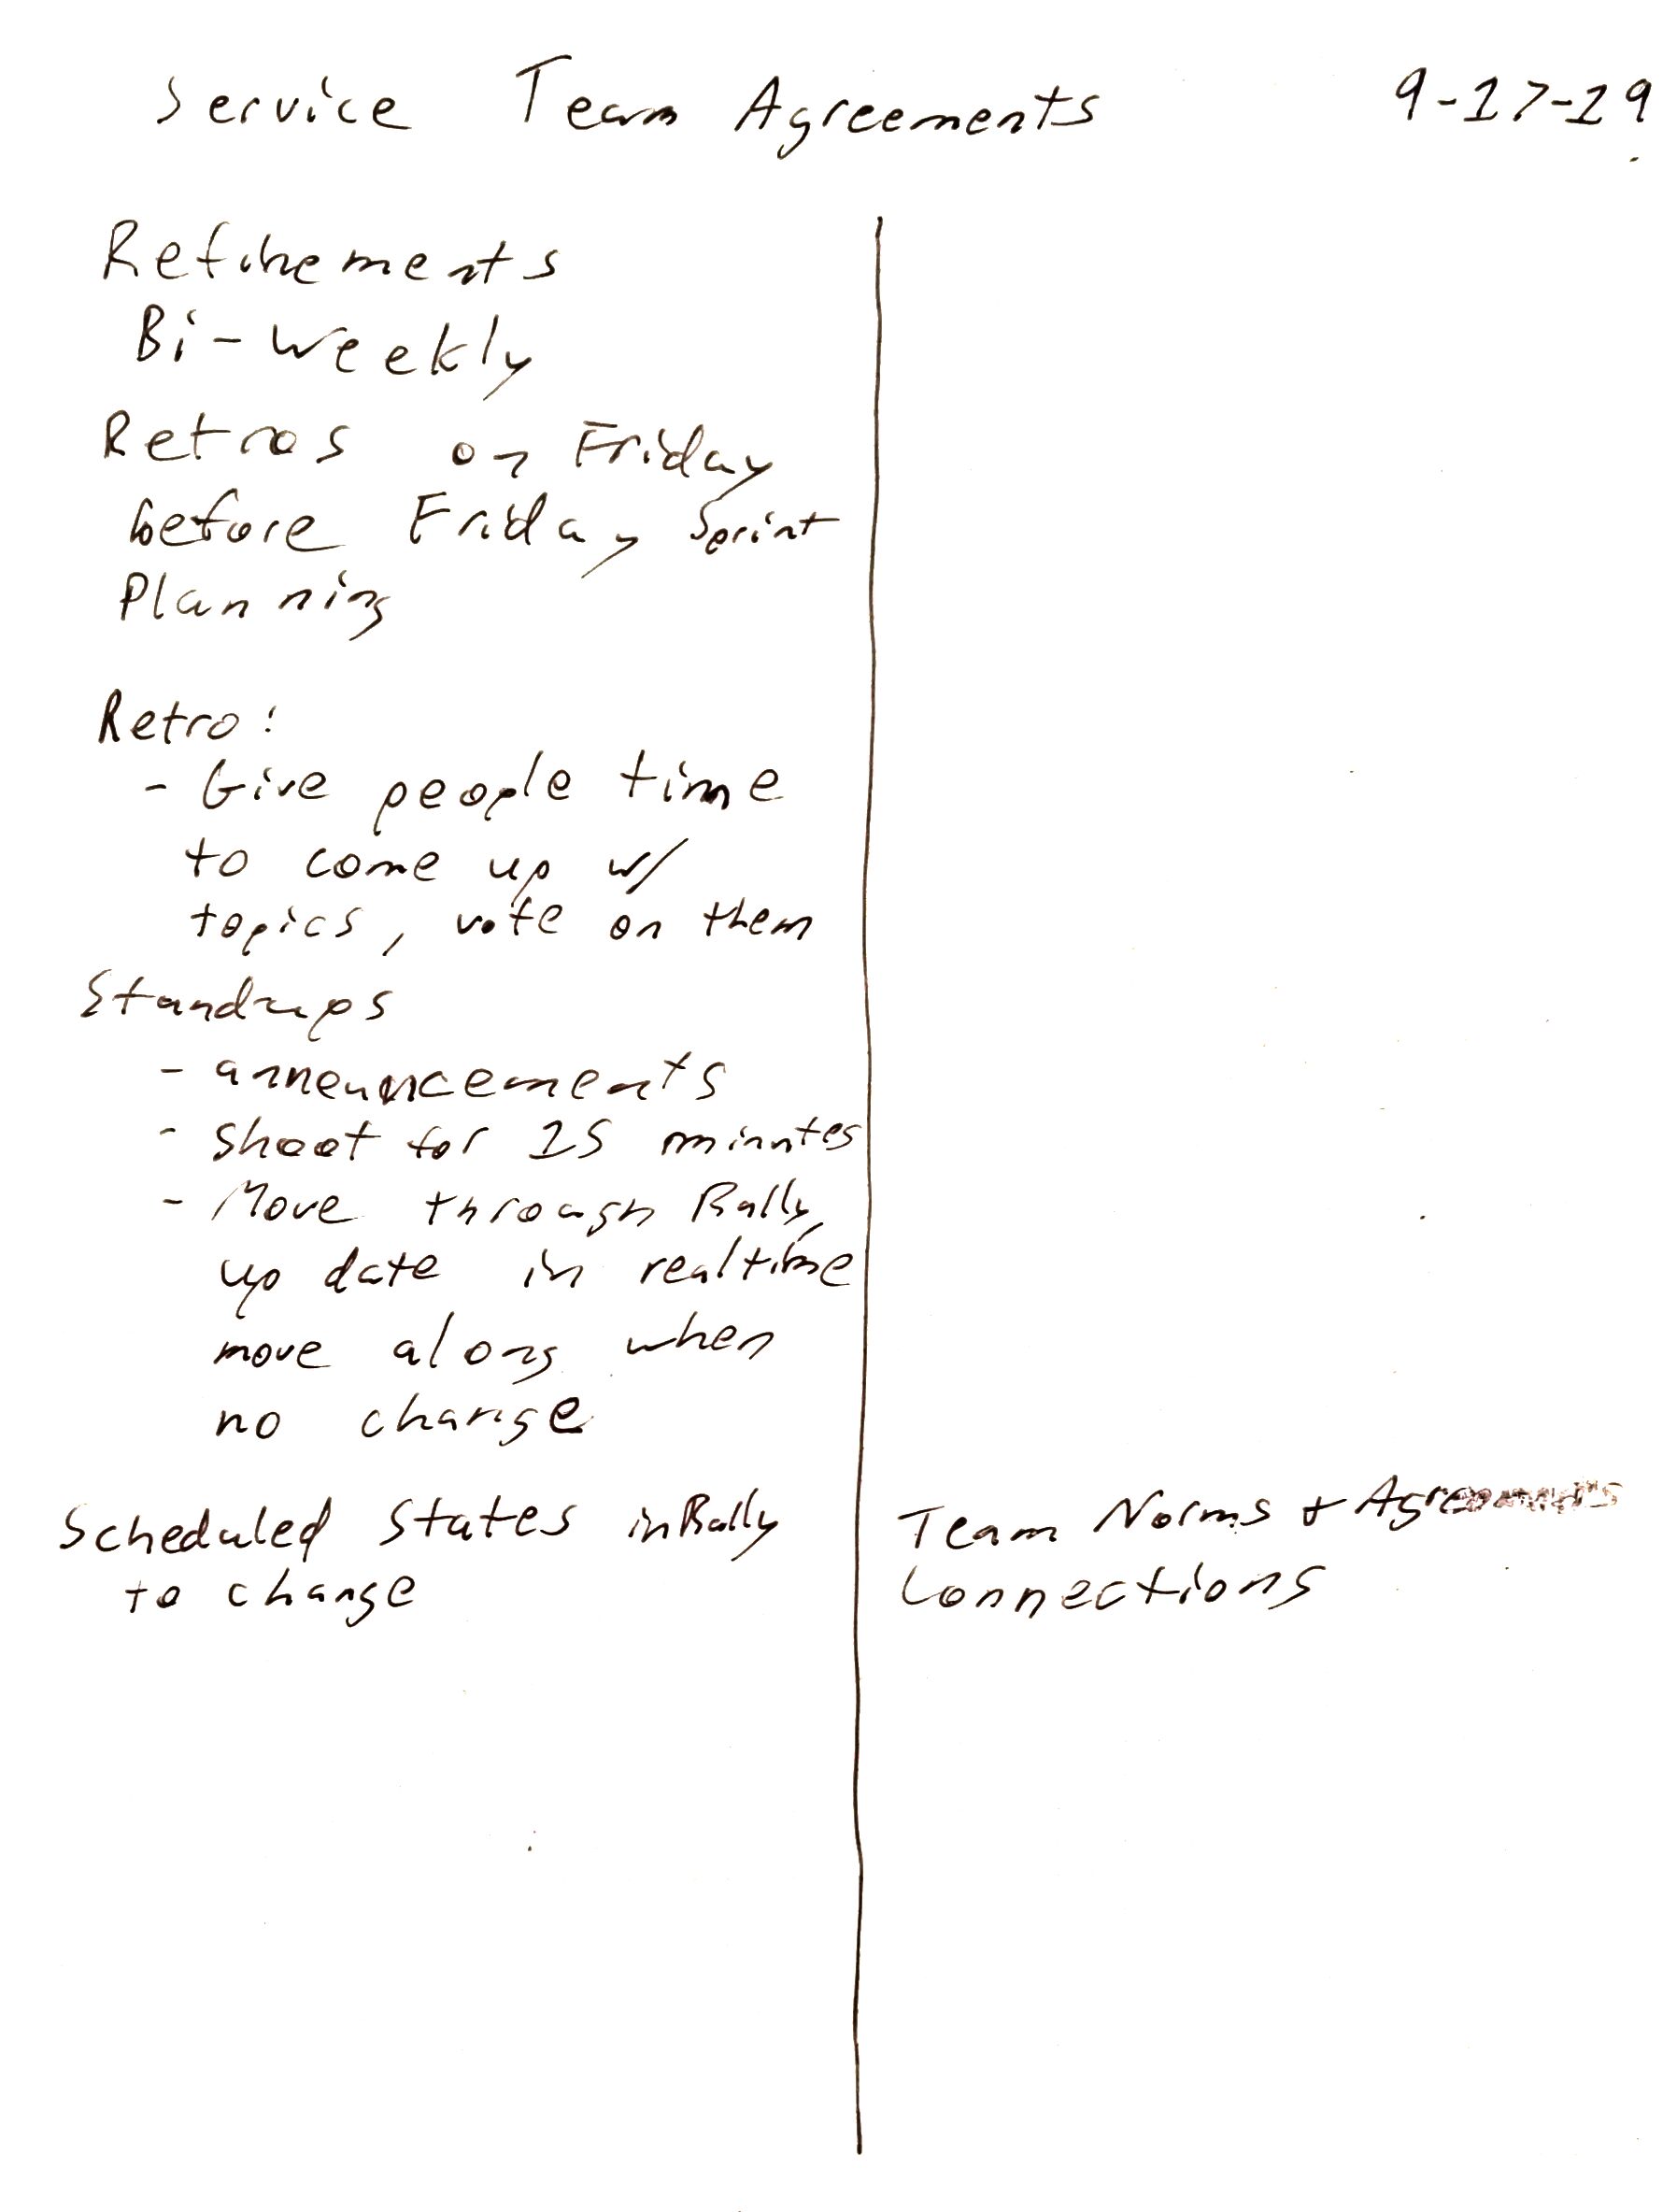 Service Team Agreements 9-17-19
Refinements
Bi-weekly
Retros on Friday
before Friday Sprint
Planning
Retro:
- Give people time
to come up w/
topics, vote on them
Standups
- announcements
- shoot for 15 minutes
- Move through Rally,
update in realtime
move along when
no change
Scheduled States in Rally
to change
Team Norms + Agreements
Connections